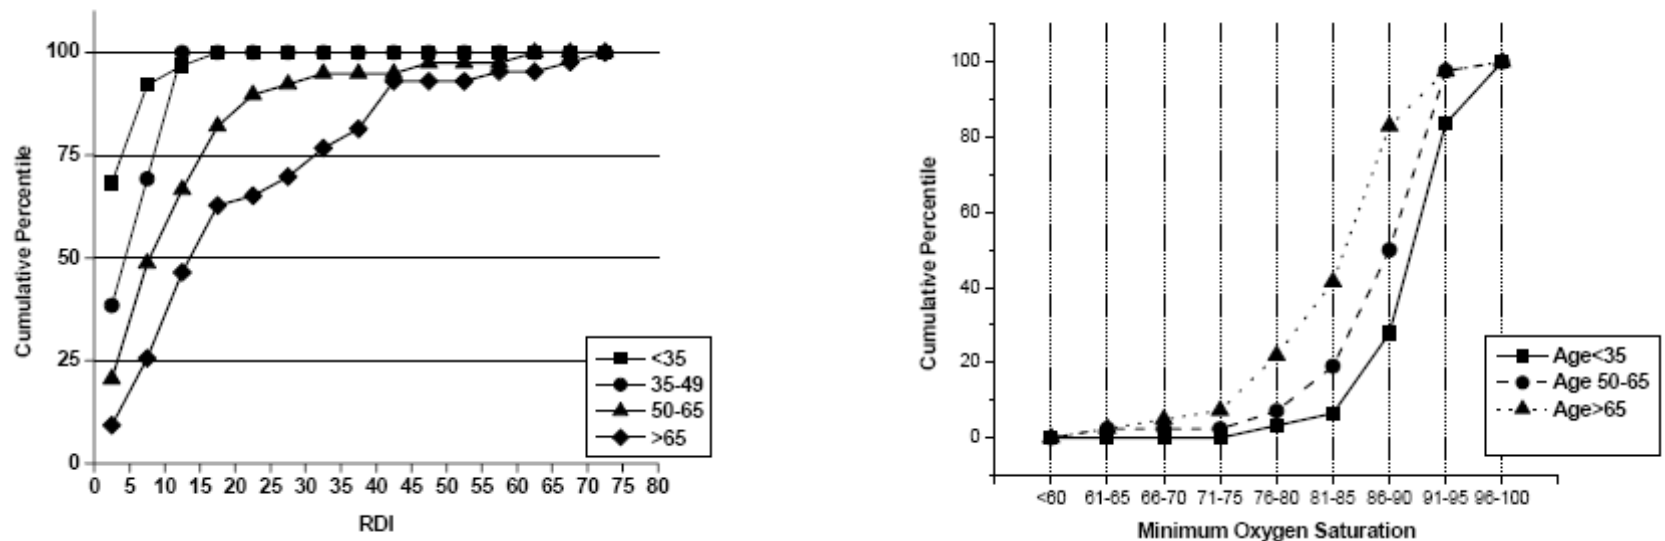 100
75
50
25
0
Cumulative Percentile
<35
35-49
50-65
>65
0 5 10 15 20 25 30 35 40 45 50 55 60 65 70 75 80
RDI
100
80
60
40
20
0
Cumulative Percentile
Age<35
Age 50-65
Age>65
<60 61-65 66-70 71-75 76-80 81-85 86-90 91-95 96-100
Minimum Oxygen Saturation